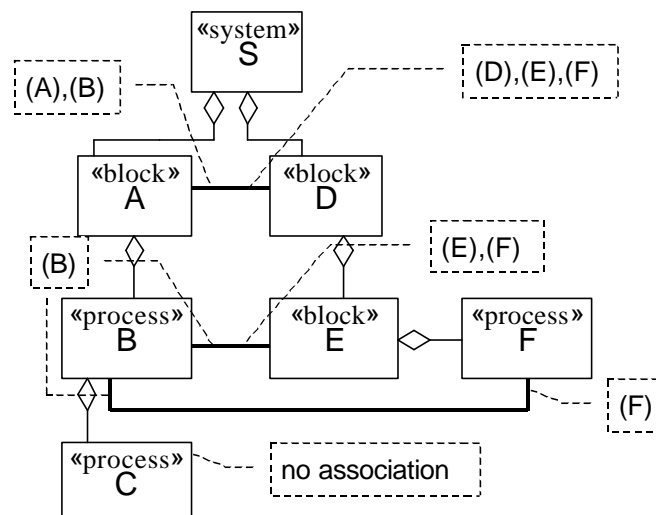 «system»
S
(A),(B)
(D),(E),(F)
«block»
A
«block»
D
(B)
(E),(F)
«process»
B
«block»
E
«process»
F
(F)
«process»
C
no association